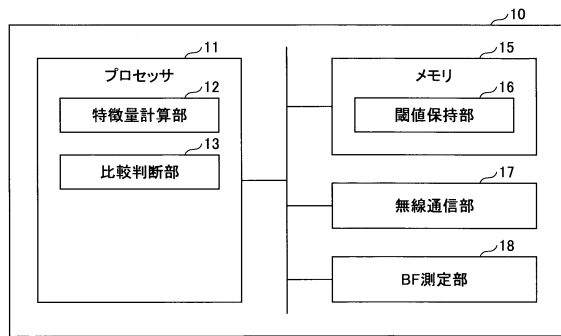 10
11
プロセッサ
12
特徴量計算部
13
比較判断部
15
メモリ
16
閾値保持部
17
無線通信部
18
BF測定部